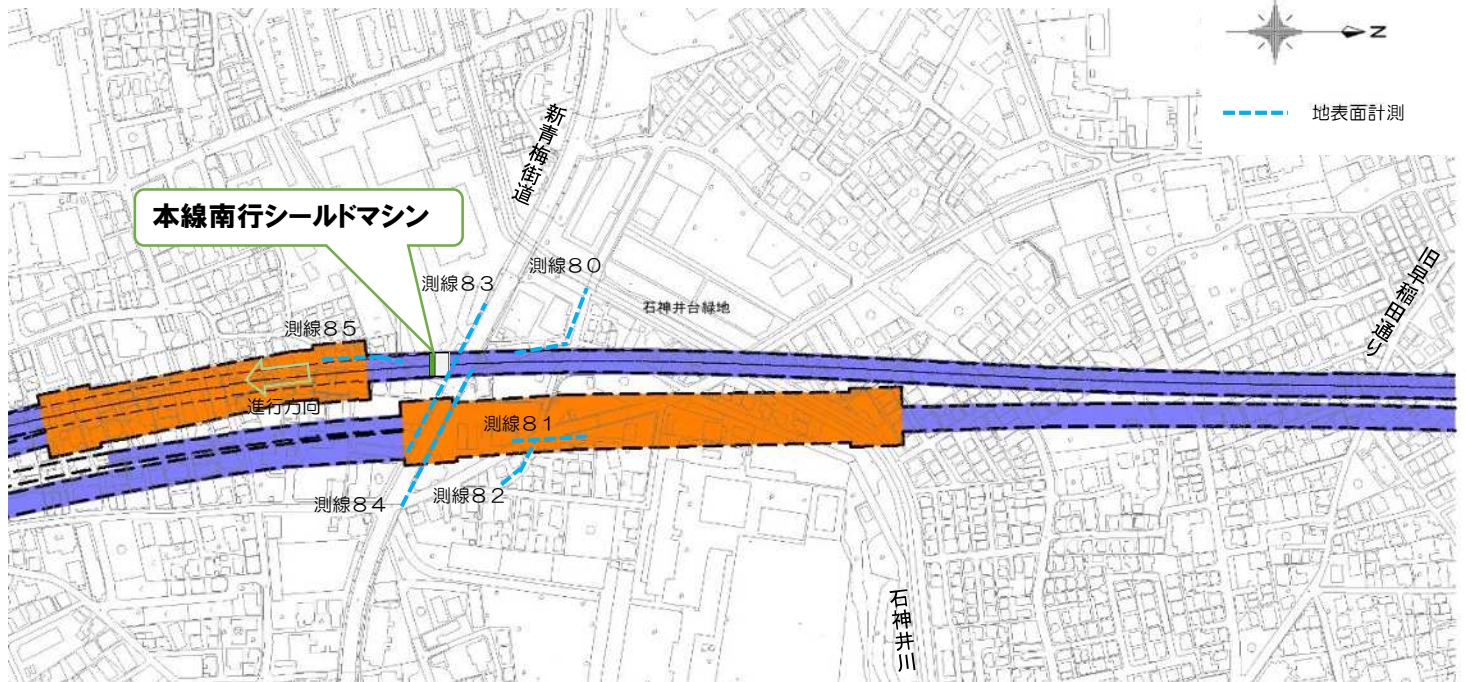 N
地表面計測
新青梅街道
本線南行シールドマシン
測線83
測線80
石神井台緑地
旧早稲田通り
測線85
進行方向
測線81
測線84
測線82
石神井川